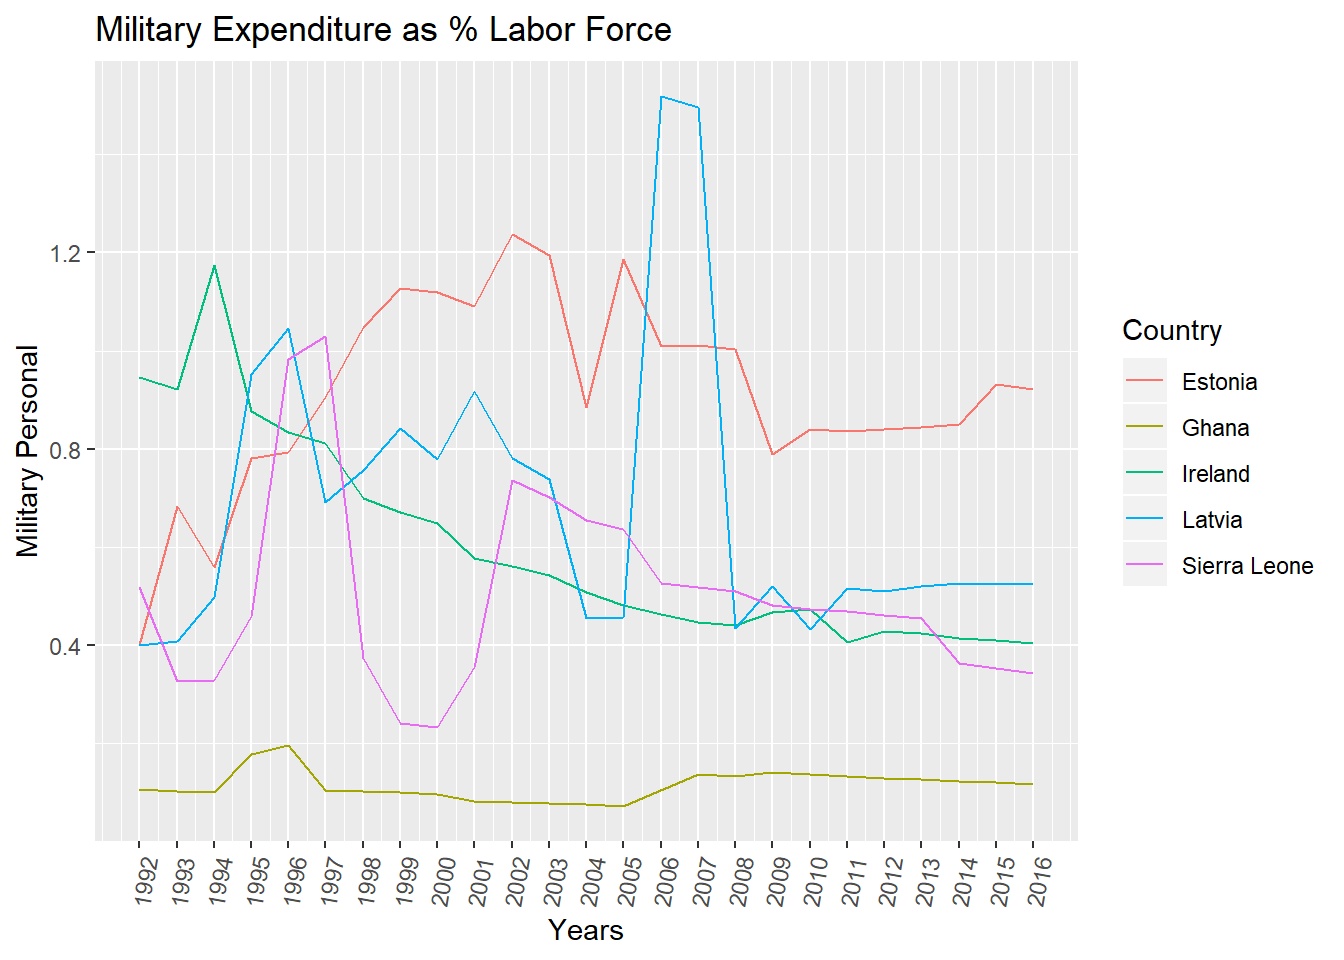 Military Expenditure as % Labor Force
Military Personal
1.2
0.8
0.4
1992 1993 1994 1995 1996 1997 1998 1999 2000 2001 2002 2003 2004 2005 2006 2007 2008 2009 2010 2011 2012 2013 2014 2015 2016
Years
Country
Estonia
Ghana
Ireland
Latvia
Sierra Leone